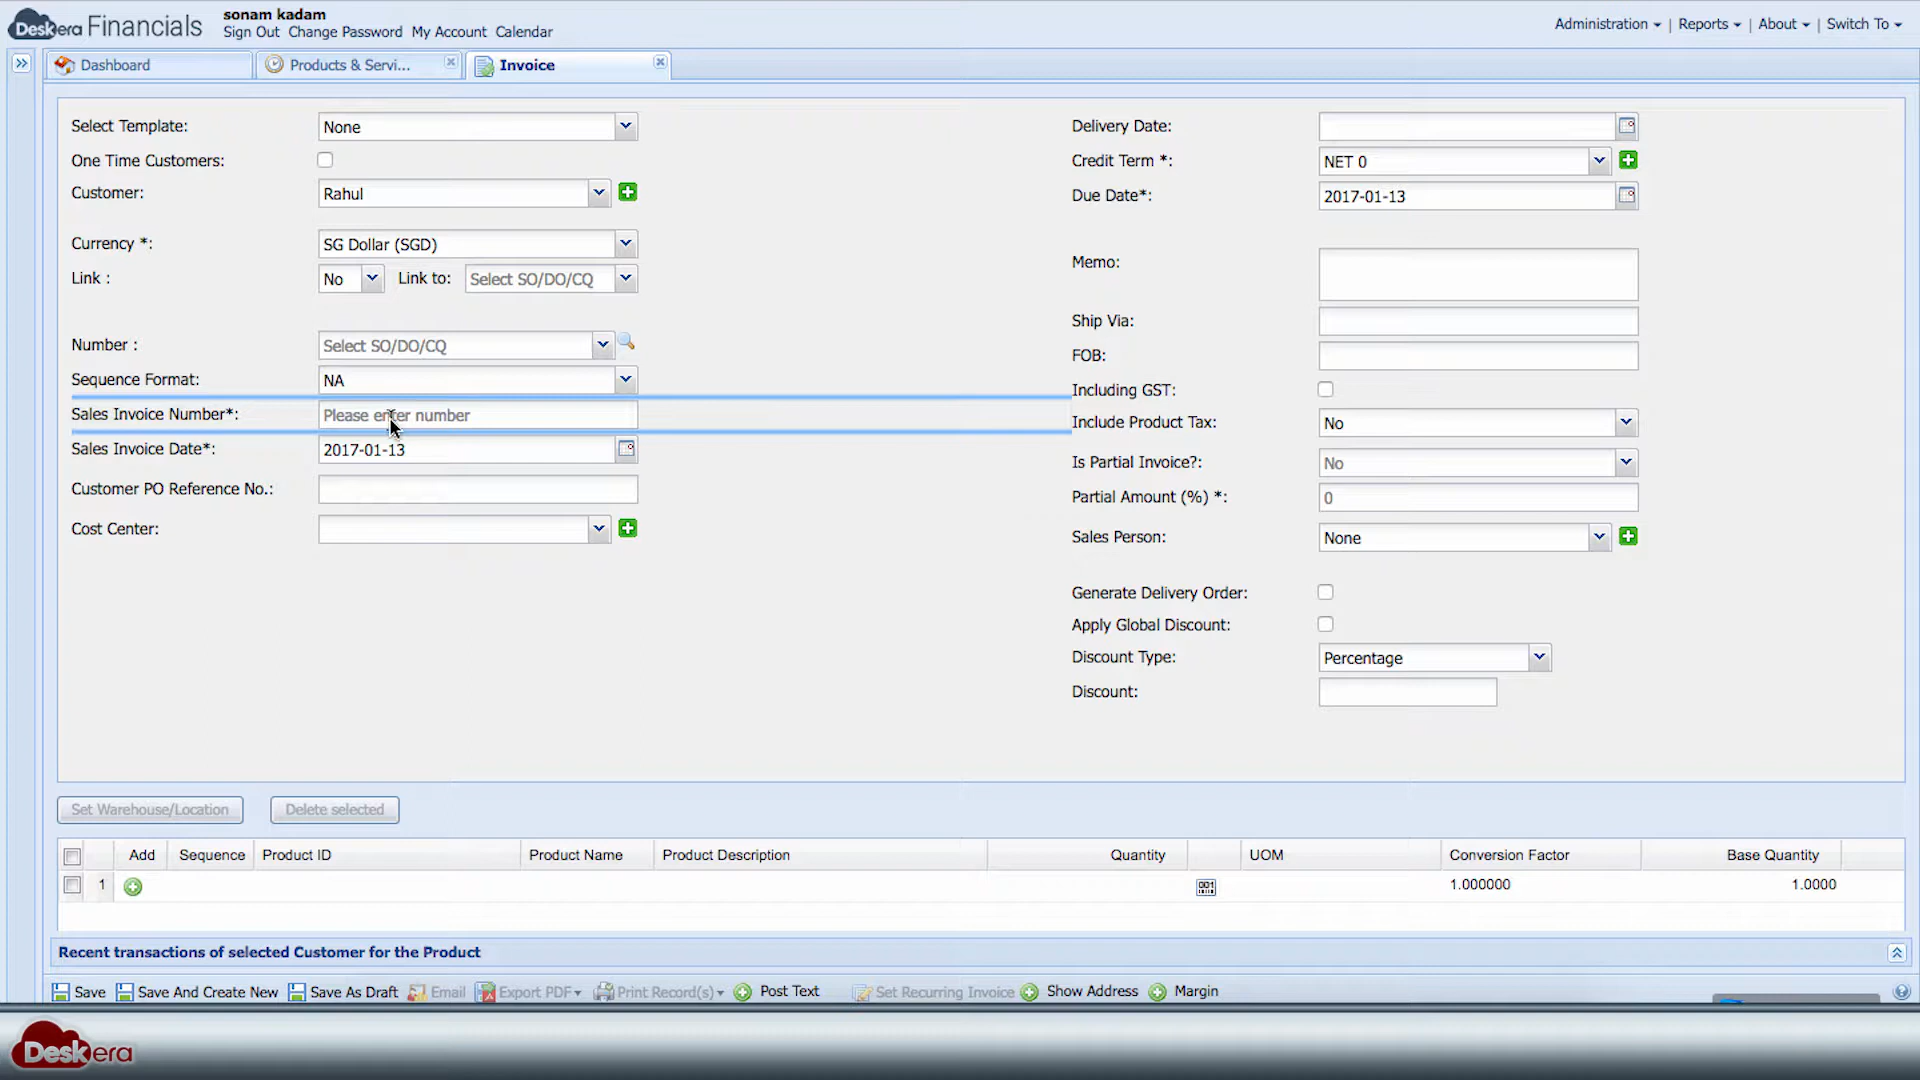 Deskera Financials
sonam kadam
Sign Out Change Password My Account Calendar
Administration | Reports | About | Switch To
Dashboard
Products & Servi...
Invoice
Select Template: None
One Time Customers:
Customer: Rahul
Currency *: SG Dollar (SGD)
Link : No Link to: Select SO/DO/CQ
Number : Select SO/DO/CQ
Sequence Format: NA
Sales Invoice Number*: Please enter number
Sales Invoice Date*: 2017-01-13
Customer PO Reference No.:
Cost Center:
Delivery Date:
Credit Term *: NET 0
Due Date*: 2017-01-13
Memo:
Ship Via:
FOB:
Including GST:
Include Product Tax: No
Is Partial Invoice?: No
Partial Amount (%) *: 0
Sales Person: None
Generate Delivery Order:
Apply Global Discount:
Discount Type: Percentage
Discount:
Set Warehouse/Location Delete selected
Add Sequence Product ID Product Name Product Description Quantity UOM Conversion Factor Base Quantity
1 001 1.000000 1.0000
Recent transactions of selected Customer for the Product
Save Save And Create New Save As Draft Email Export PDF Print Record(s) Post Text Set Recurring Invoice Show Address Margin
Deskera